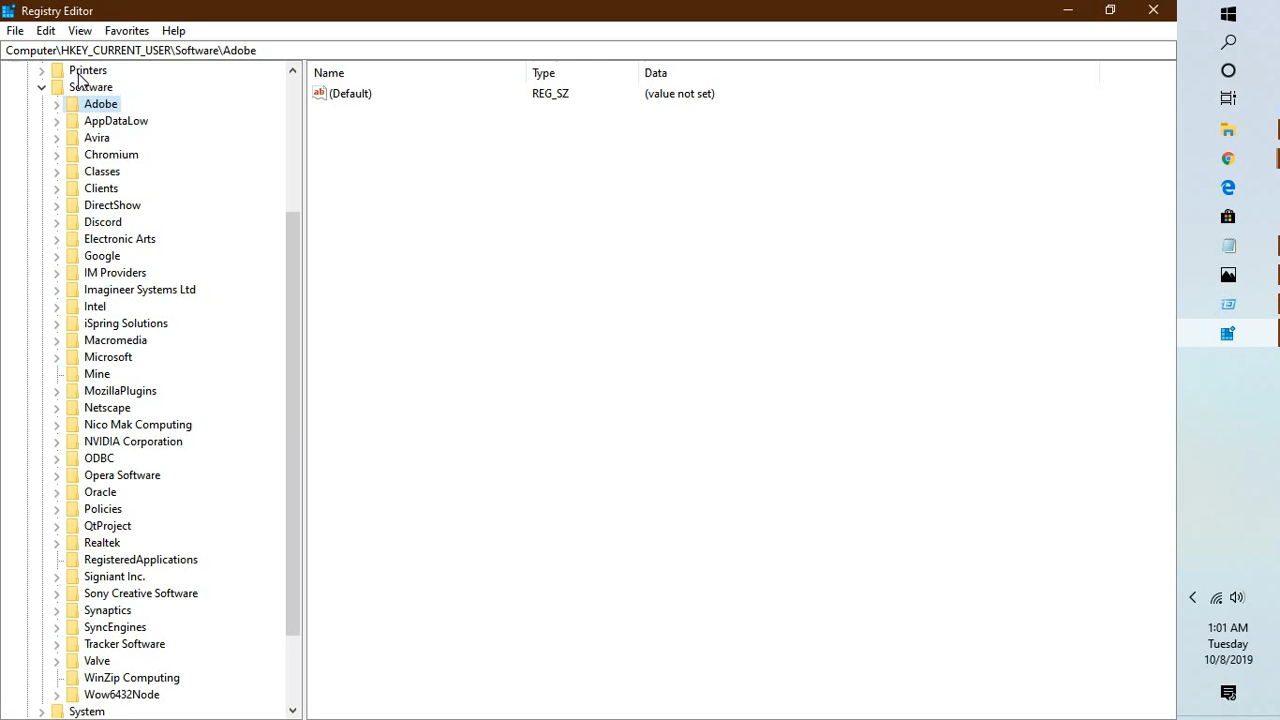 Registry Editor
File Edit View Favorites Help
Computer\HKEY_CURRENT_USER\Software\Adobe
Name Type Data
(Default) REG_SZ (value not set)
Printers
Software
Adobe
AppDataLow
Avira
Chromium
Classes
Clients
DirectShow
Discord
Electronic Arts
Google
IM Providers
Imagineer Systems Ltd
Intel
iSpring Solutions
Macromedia
Microsoft
Mine
MozillaPlugins
Netscape
Nico Mak Computing
NVIDIA Corporation
ODBC
Opera Software
Oracle
Policies
QtProject
Realtek
RegisteredApplications
Signiant Inc.
Sony Creative Software
Synaptics
SyncEngines
Tracker Software
Valve
WinZip Computing
Wow6432Node
System
1:01 AM
Tuesday
10/8/2019